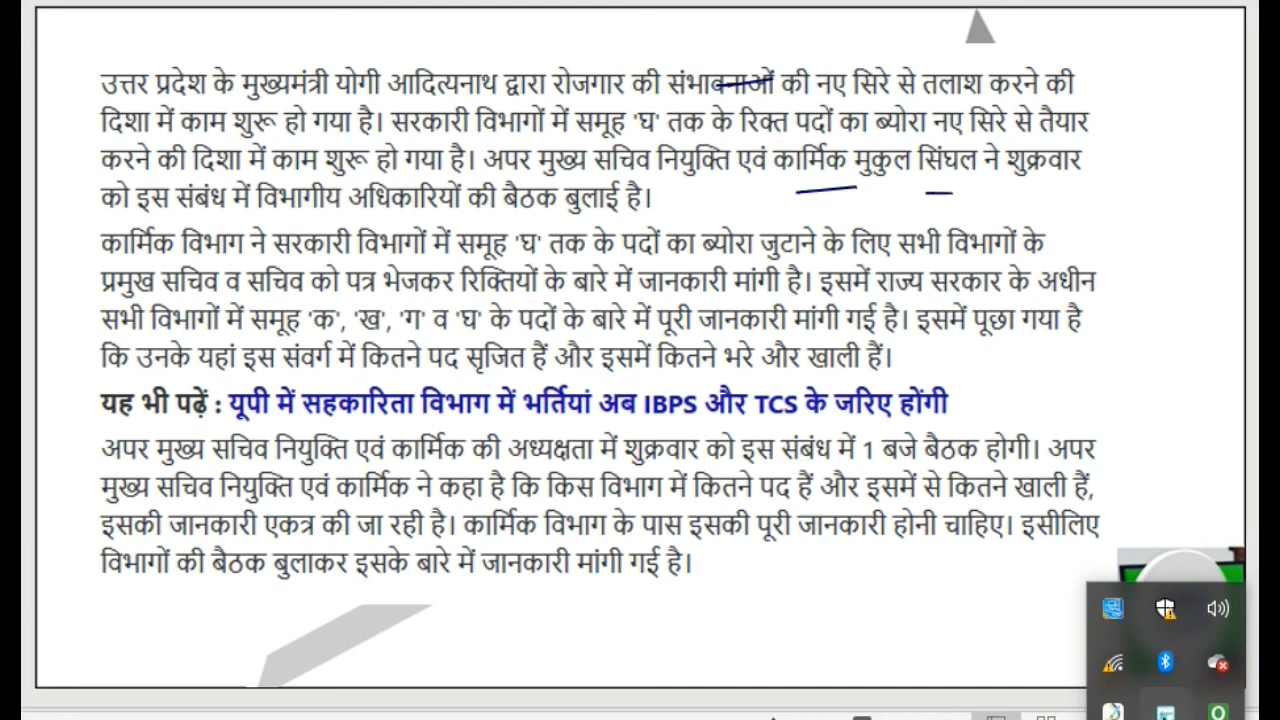 उत्तर प्रदेश के मुख्यमंत्री योगी आदित्यनाथ द्वारा रोजगार की संभावनाओं की नए सिरे से तलाश करने की
दिशा में काम शुरू हो गया है। सरकारी विभागों में समूह 'घ' तक के रिक्त पदों का ब्योरा नए सिरे से तैयार
करने की दिशा में काम शुरू हो गया है। अपर मुख्य सचिव नियुक्ति एवं कार्मिक मुकुल सिंघल ने शुक्रवार
को इस संबंध में विभागीय अधिकारियों की बैठक बुलाई है।
कार्मिक विभाग ने सरकारी विभागों में समूह 'घ' तक के पदों का ब्योरा जुटाने के लिए सभी विभागों के
प्रमुख सचिव व सचिव को पत्र भेजकर रिक्तियों के बारे में जानकारी मांगी है। इसमें राज्य सरकार के अधीन
सभी विभागों में समूह 'क', 'ख', 'ग' व 'घ' के पदों के बारे में पूरी जानकारी मांगी गई है। इसमें पूछा गया है
कि उनके यहां इस संवर्ग में कितने पद सृजित हैं और इसमें कितने भरे और खाली हैं।
यह भी पढ़ें : यूपी में सहकारिता विभाग में भर्तियां अब IBPS और TCS के जरिए होंगी
अपर मुख्य सचिव नियुक्ति एवं कार्मिक की अध्यक्षता में शुक्रवार को इस संबंध में 1 बजे बैठक होगी। अपर
मुख्य सचिव नियुक्ति एवं कार्मिक ने कहा है कि किस विभाग में कितने पद हैं और इसमें से कितने खाली हैं,
इसकी जानकारी एकत्र की जा रही है। कार्मिक विभाग के पास इसकी पूरी जानकारी होनी चाहिए। इसीलिए
विभागों की बैठक बुलाकर इसके बारे में जानकारी मांगी गई है।